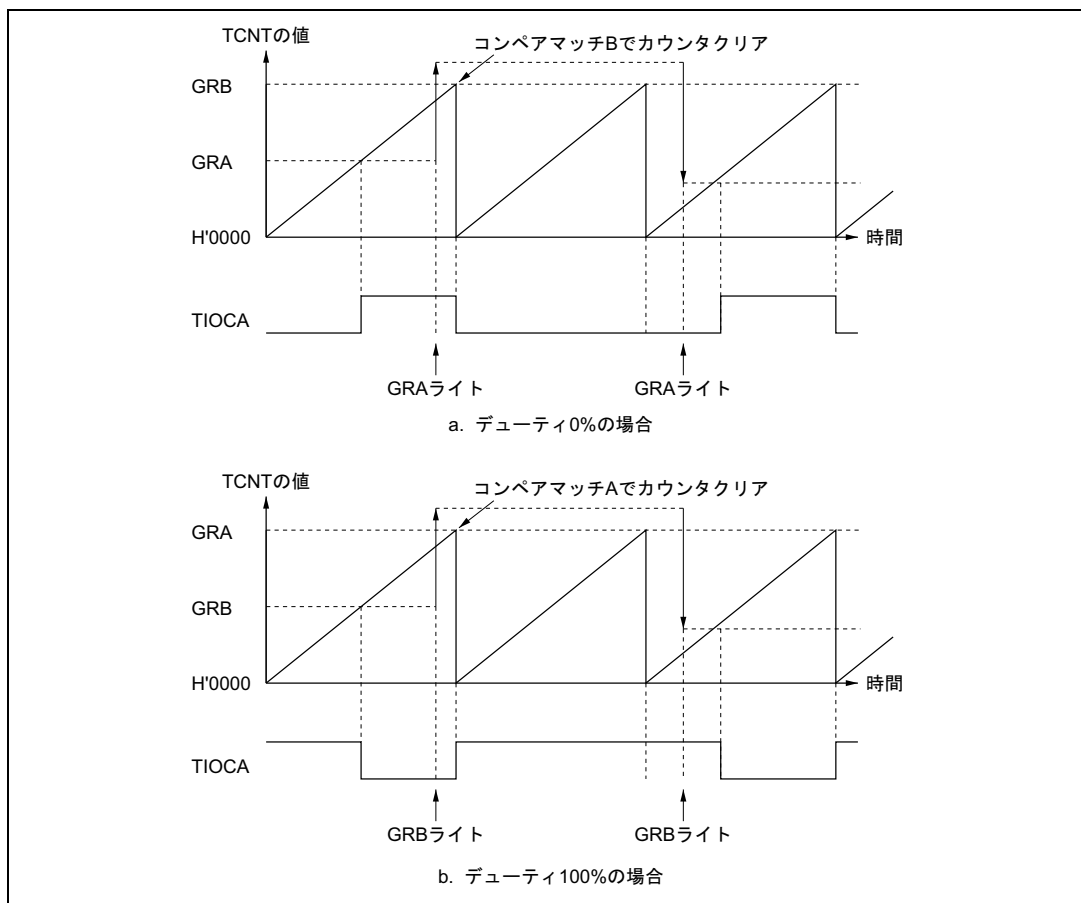 TCNTの値
コンペアマッチBでカウンタクリア
GRB
GRA
H'0000
時間
TIOCA
GRAライト
GRAライト
a. デューティ0%の場合
TCNTの値
コンペアマッチAでカウンタクリア
GRA
GRB
H'0000
時間
TIOCA
GRBライト
GRBライト
b. デューティ100%の場合